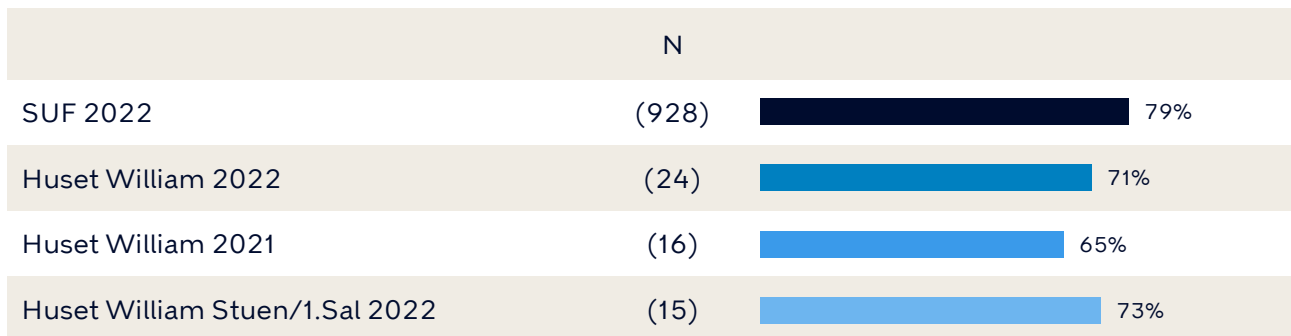 N
SUF 2022 (928) 79%
Huset William 2022 (24) 71%
Huset William 2021 (16) 65%
Huset William Stuen/1.Sal 2022 (15) 73%